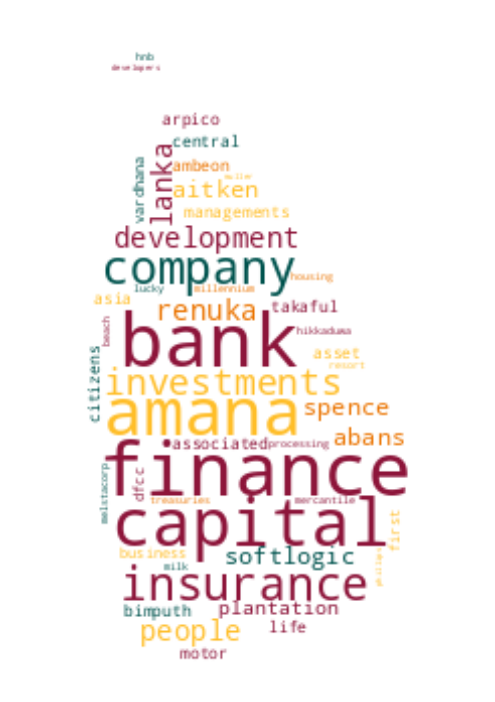 hnb
developers
arpico
central
lanka
vardhana
ambeon
muller
aitken
managements
development
company
housing
lucky
millennium
asia
renuka
takaful
beach
bank
hikkaduwa
asset
resort
citizens
investments
amana
spence
abans
associated
processing
finance
melstacorp
dfcc
treasuries
mercantile
capital
first
business
softlogic
milk
phillips
insurance
bimputh
plantation
people
life
motor